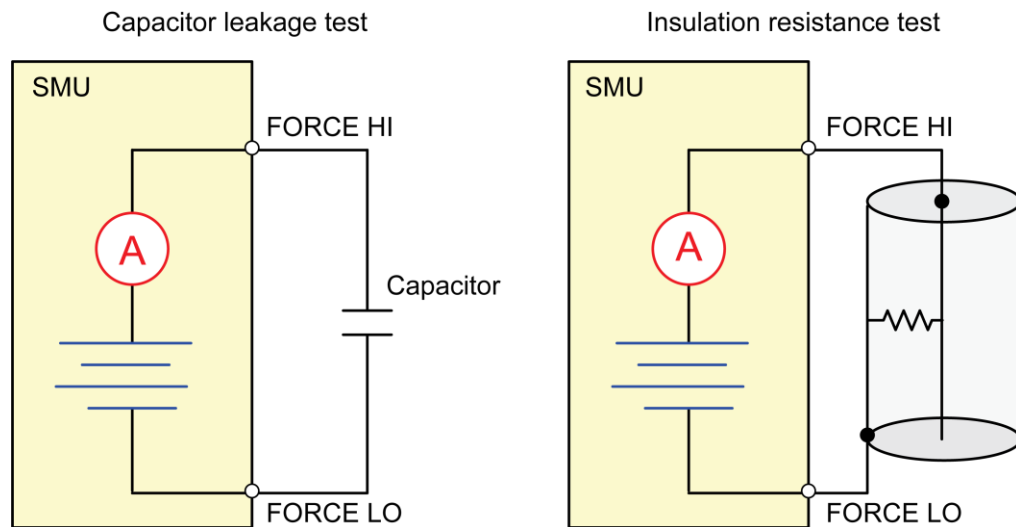 Capacitor leakage test
SMU
FORCE HI
A
Capacitor
FORCE LO
Insulation resistance test
SMU
FORCE HI
A
FORCE LO